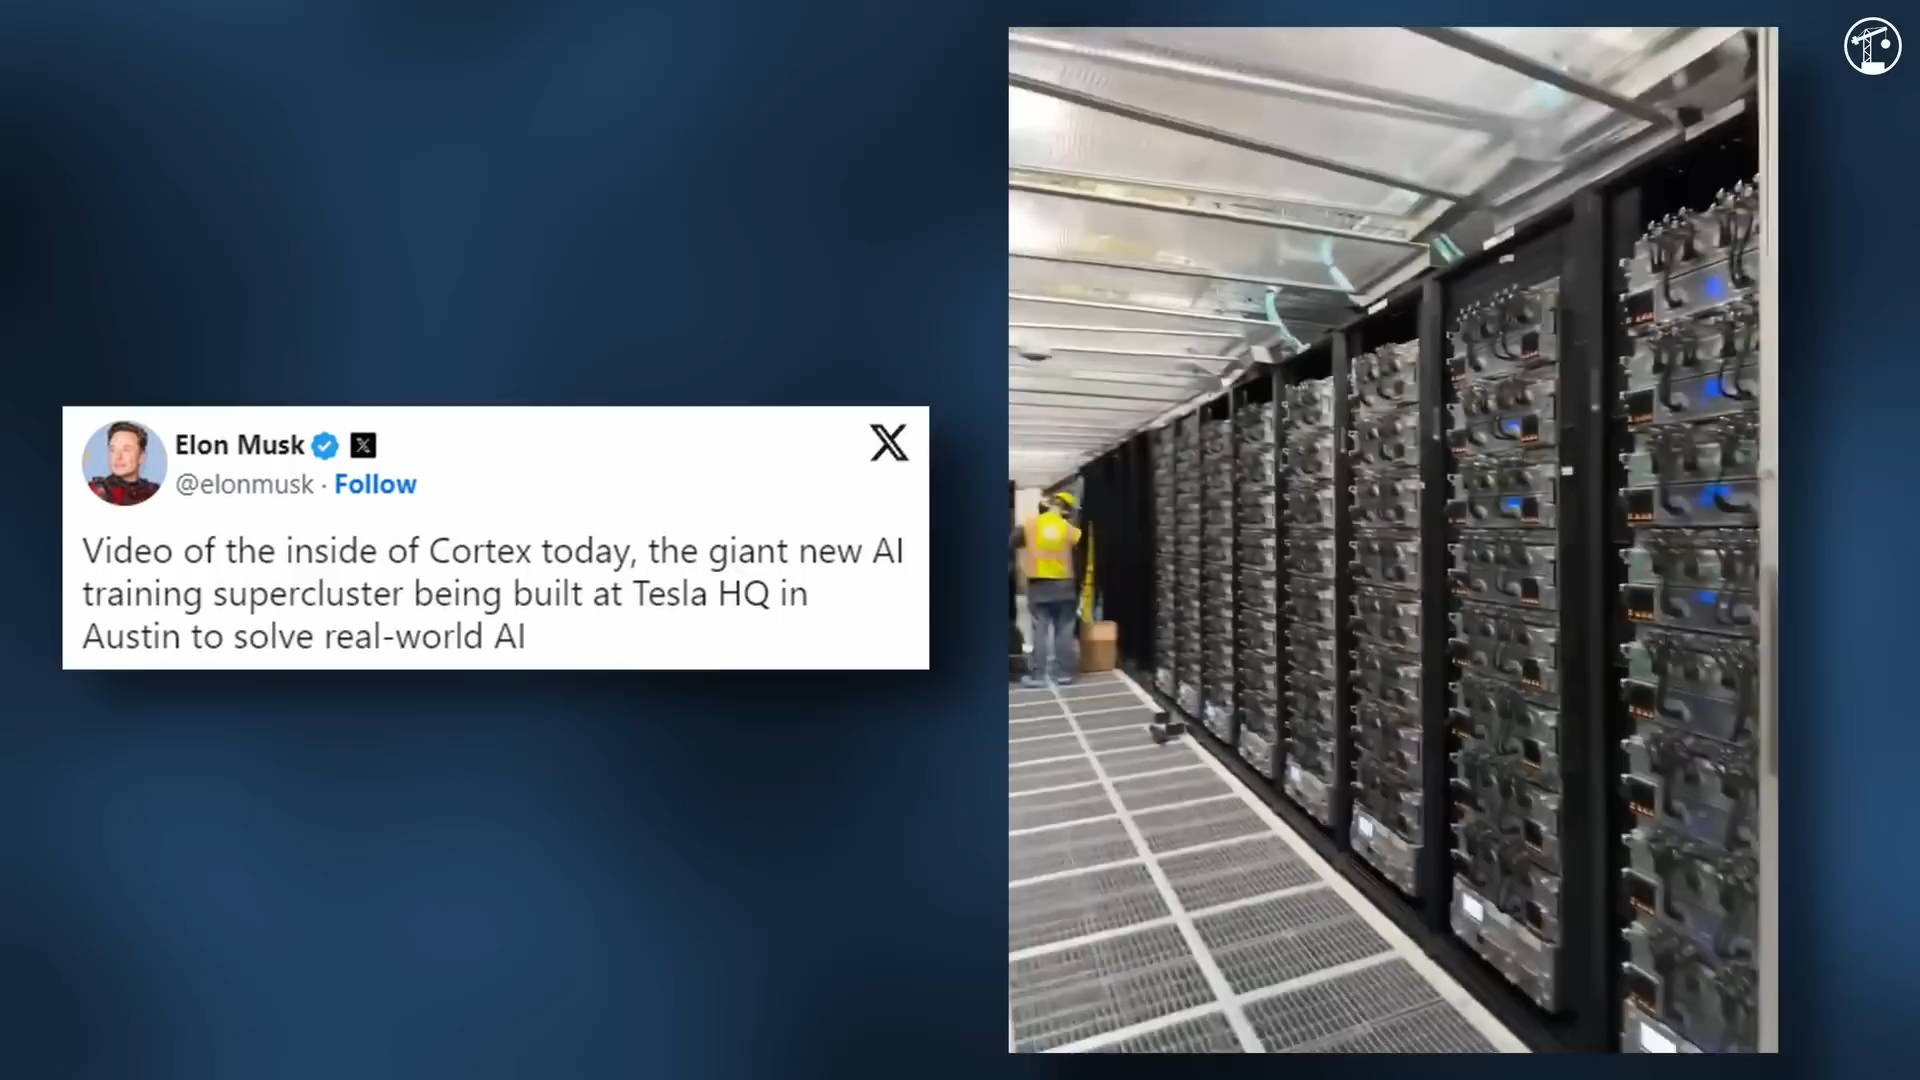 Elon Musk
@elonmusk · Follow
Video of the inside of Cortex today, the giant new AI
training supercluster being built at Tesla HQ in
Austin to solve real-world AI